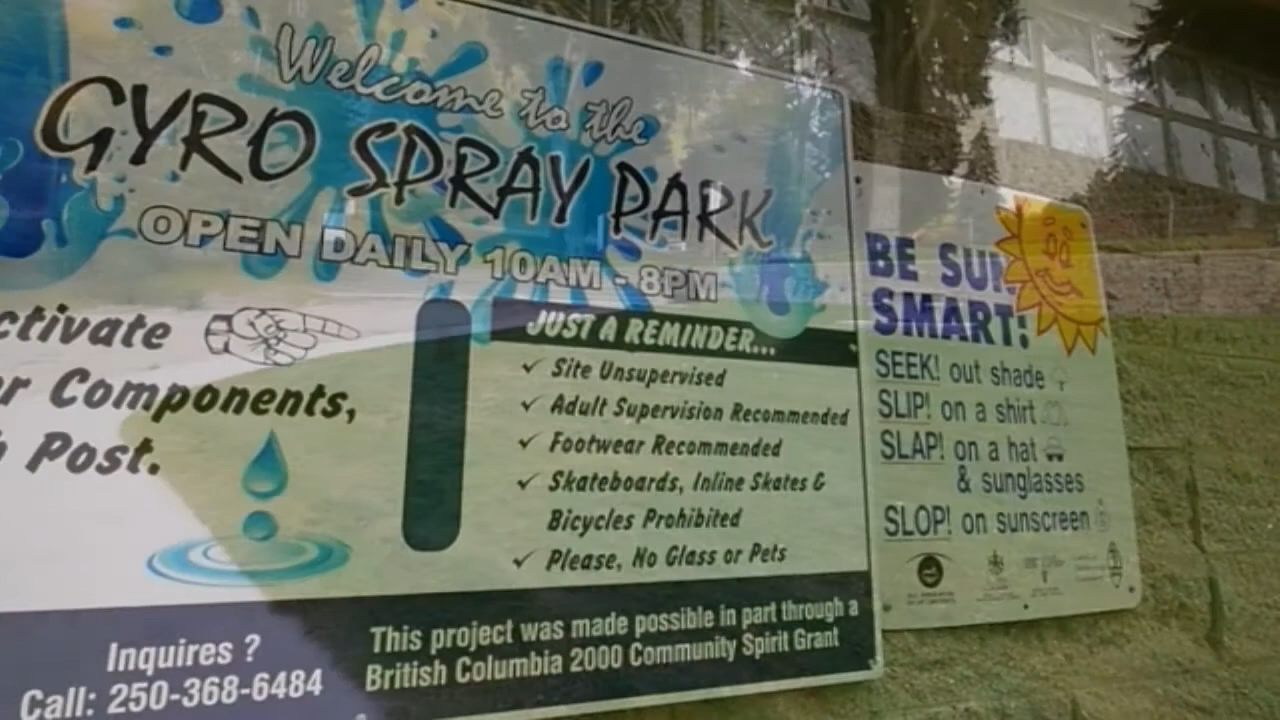 Welcome to the
GYRO SPRAY PARK
OPEN DAILY 10AM - 8PM
ctivate
r Components,
Post.
JUST A REMINDER...
✓ Site Unsupervised
✓ Adult Supervision Recommended
✓ Footwear Recommended
✓ Skateboards, Inline Skates &
Bicycles Prohibited
✓ Please, No Glass or Pets
Inquires ?
Call: 250-368-6484
This project was made possible in part through a
British Columbia 2000 Community Spirit Grant
BE SUN
SMART:
SEEK! out shade
SLIP! on a shirt
SLAP! on a hat
& sunglasses
SLOP! on sunscreen